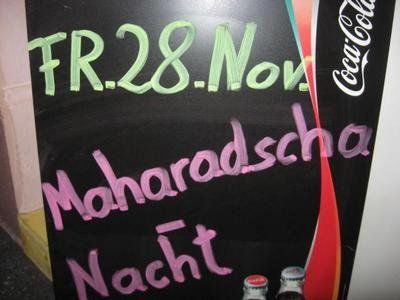 FR.28.Nov.
Coca-Cola
Maharadscha
-
Nacht